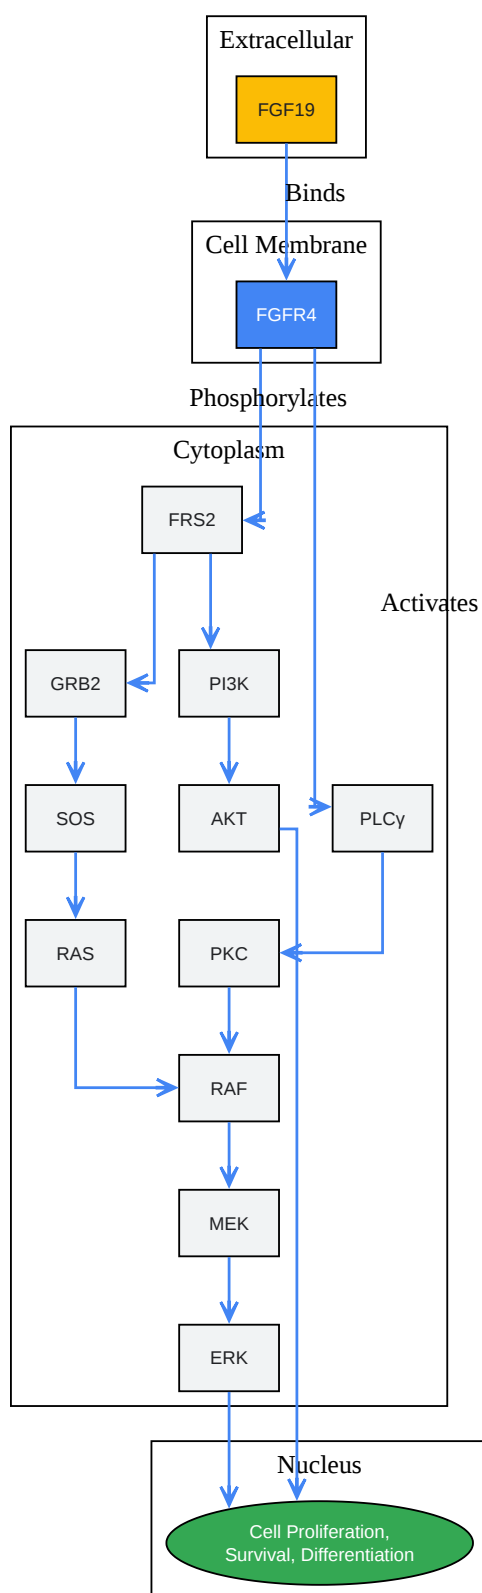 Extracellular
FGF19
Binds
Cell Membrane
FGFR4
Phosphorylates
Cytoplasm
FRS2
Activates
GRB2
PI3K
SOS
AKT
PLCγ
RAS
PKC
RAF
MEK
ERK
Nucleus
Cell Proliferation,
Survival, Differentiation